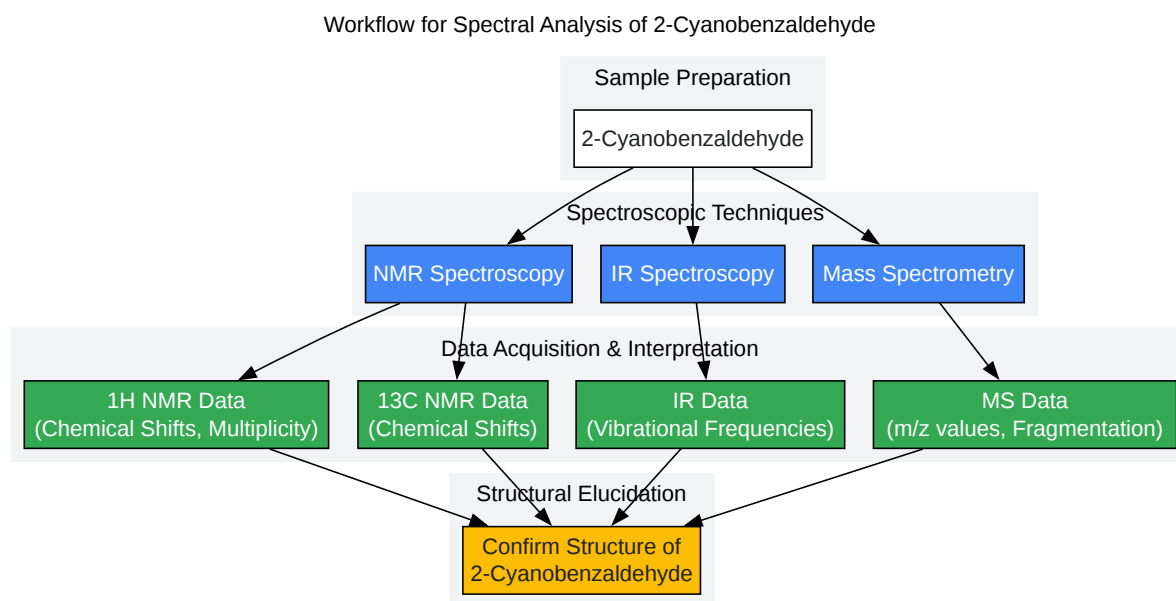 Workflow for Spectral Analysis of 2-Cyanobenzaldehyde
Sample Preparation
2-Cyanobenzaldehyde
Spectroscopic Techniques
NMR Spectroscopy
IR Spectroscopy
Mass Spectrometry
Data Acquisition & Interpretation
1H NMR Data
(Chemical Shifts, Multiplicity)
13C NMR Data
(Chemical Shifts)
IR Data
(Vibrational Frequencies)
MS Data
(m/z values, Fragmentation)
Structural Elucidation
Confirm Structure of
2-Cyanobenzaldehyde